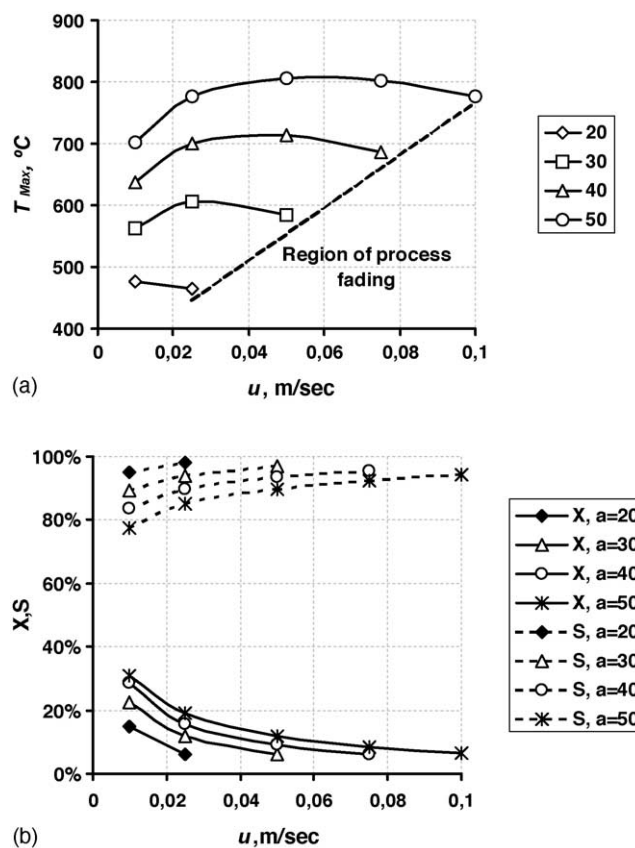 900
800
700
600
500
400
T Max, ºC
0
0,02
0,04
0,06
0,08
0,1
u, m/sec
Region of process
fading
20
30
40
50
(a)
100%
80%
60%
40%
20%
0%
X,S
0
0,02
0,04
0,06
0,08
0,1
u,m/sec
X, a=20
X, a=30
X, a=40
X, a=50
S, a=20
S, a=30
S, a=40
S, a=50
(b)